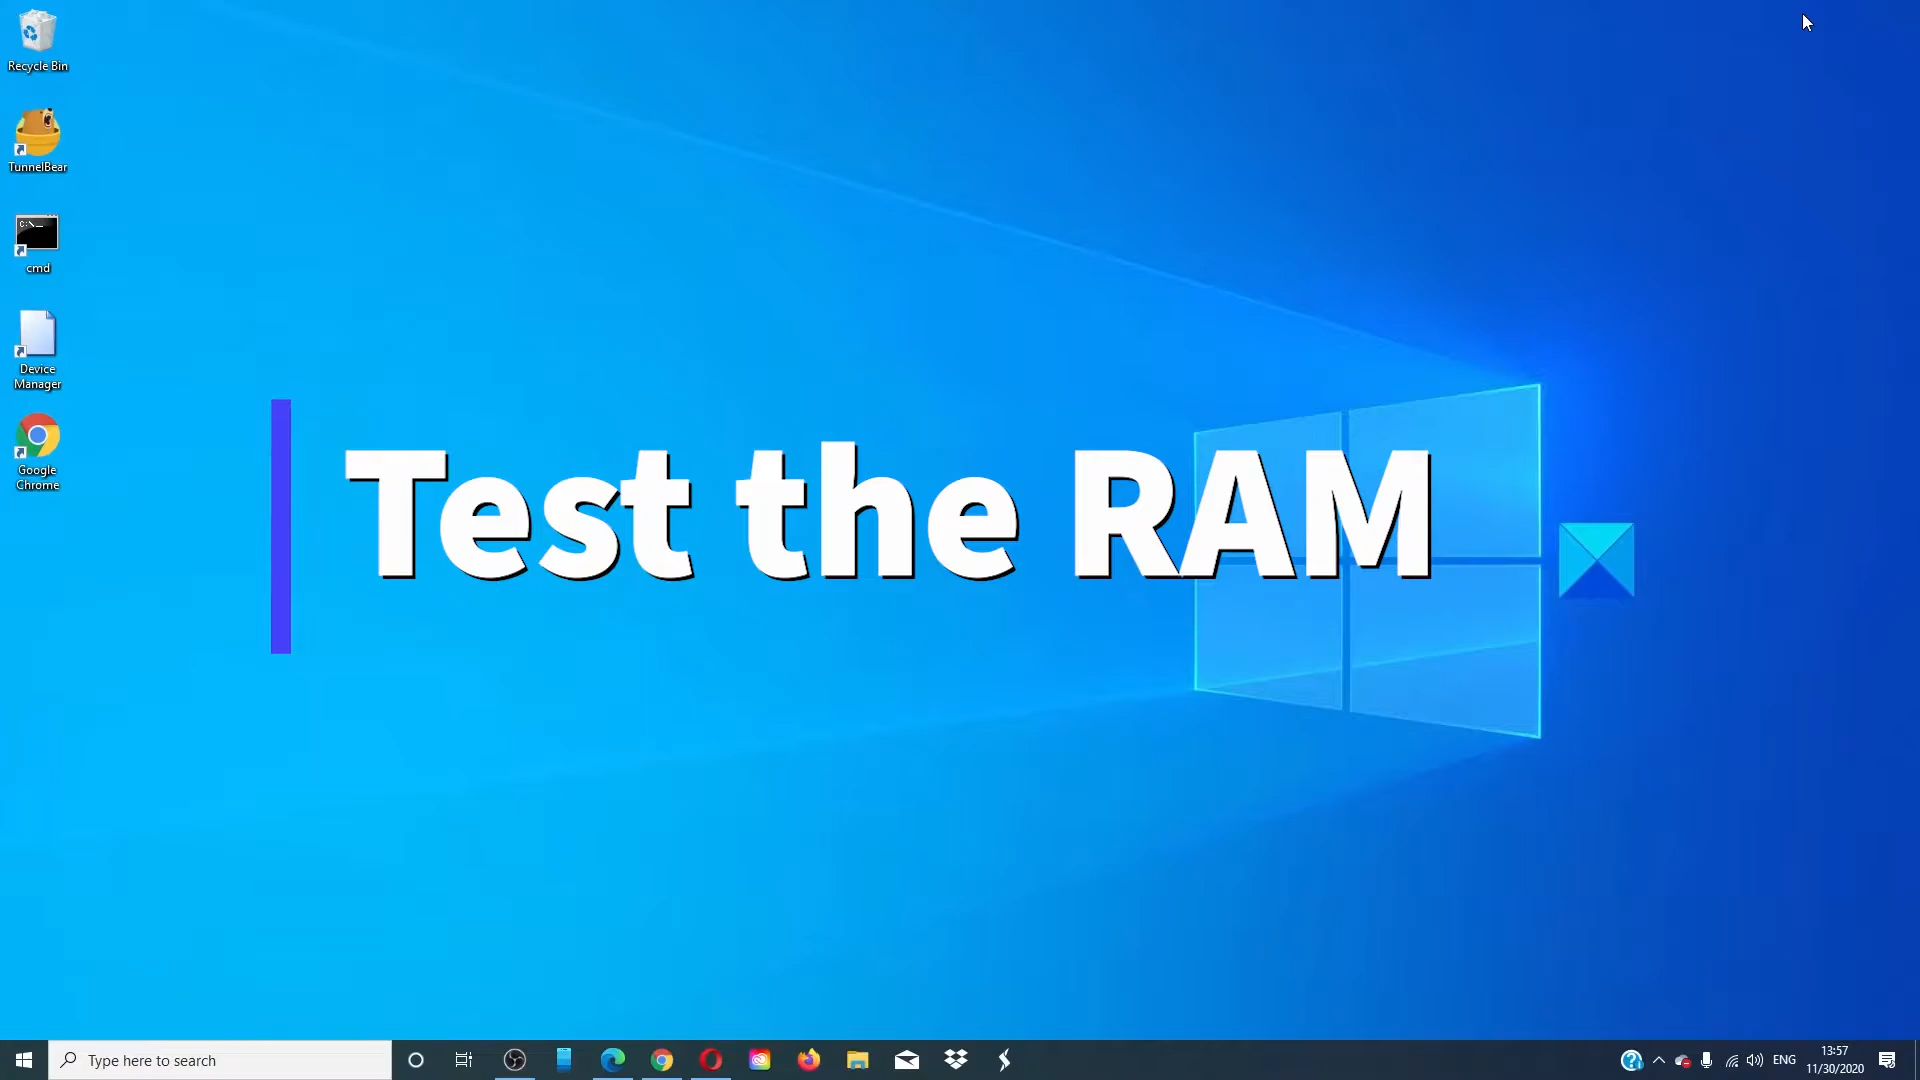 Recycle Bin
TunnelBear
C:\_
cmd
Device
Manager
Google
Chrome
Test the RAM
Type here to search
ENG
13:57
11/30/2020